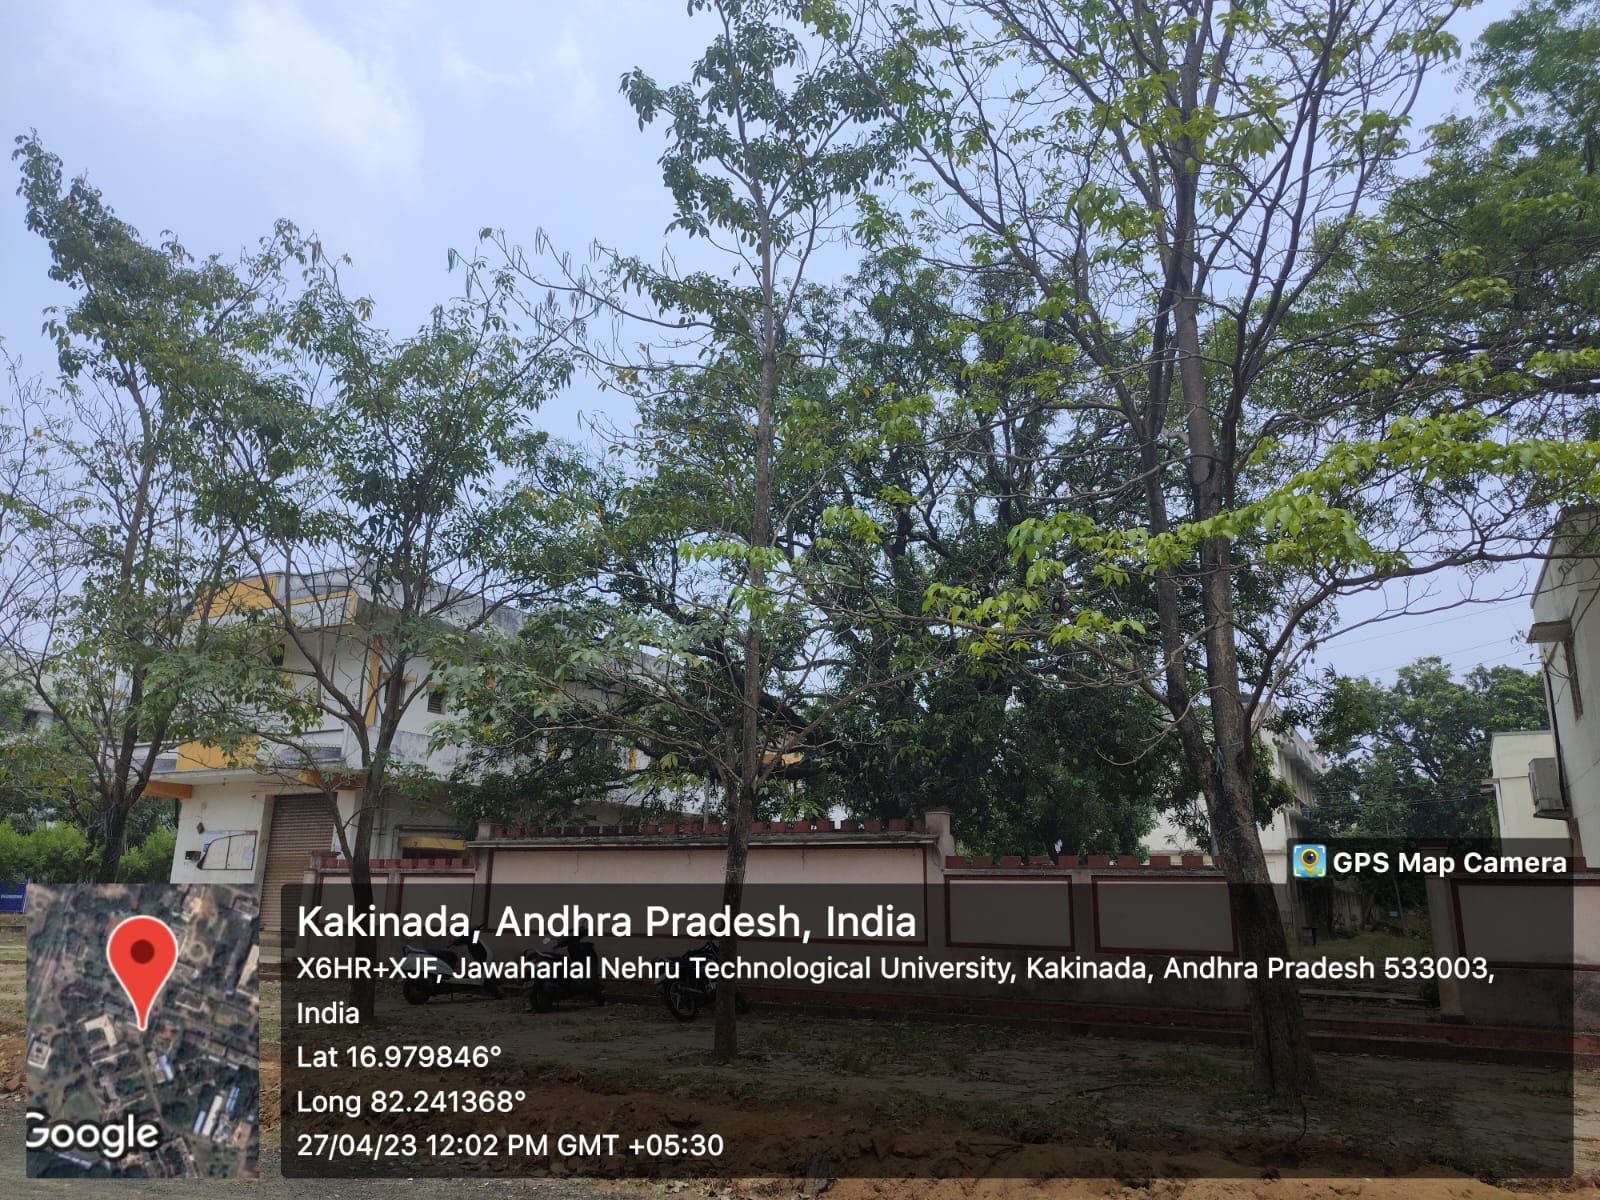 GPS Map Camera
Kakinada, Andhra Pradesh, India
X6HR+XJF, Jawaharlal Nehru Technological University, Kakinada, Andhra Pradesh 533003,
India
Lat 16.979846°
Long 82.241368°
27/04/23 12:02 PM GMT +05:30
Google